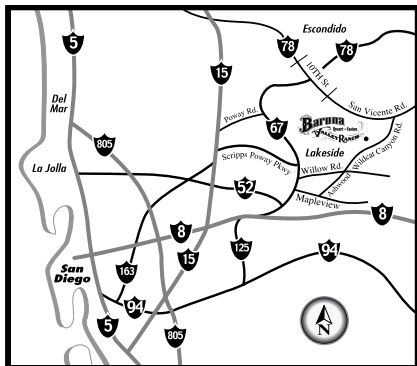 Escondido
5
78
78
15
10TH St
San Vicente Rd.
Del
Mar
Poway Rd.
67
Barona
Resort & Casino
VALLEY RANCH
805
Lakeside
Wildcat Canyon Rd.
Scripps Poway Pkwy
La Jolla
Willow Rd.
Ashwood
52
Mapleview
8
8
15
125
94
San
Diego
163
94
5
805
N